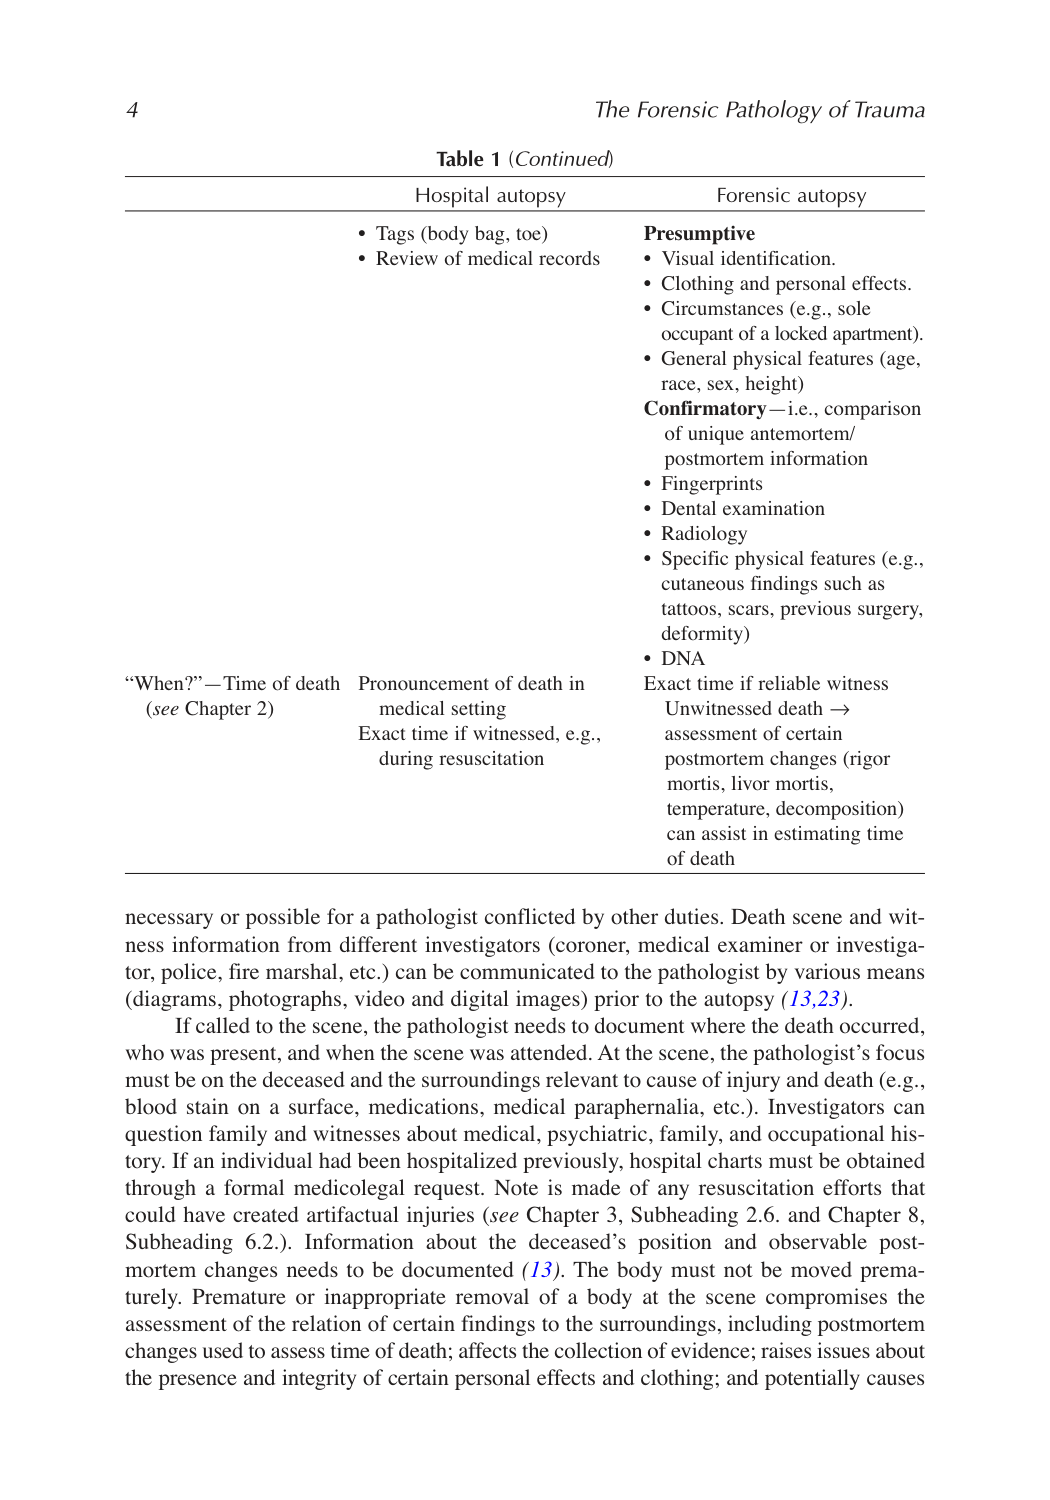 4
The Forensic Pathology of Trauma
Table 1 (Continued)
Hospital autopsy
Forensic autopsy
• Tags (body bag, toe)
• Review of medical records
Presumptive
• Visual identification.
• Clothing and personal effects.
• Circumstances (e.g., sole
occupant of a locked apartment).
• General physical features (age,
race, sex, height)
Confirmatory—i.e., comparison
of unique antemortem/
postmortem information
• Fingerprints
• Dental examination
• Radiology
• Specific physical features (e.g.,
cutaneous findings such as
tattoos, scars, previous surgery,
deformity)
• DNA
“When?”—Time of death
(see Chapter 2)
Pronouncement of death in
medical setting
Exact time if witnessed, e.g.,
during resuscitation
Exact time if reliable witness
Unwitnessed death →
assessment of certain
postmortem changes (rigor
mortis, livor mortis,
temperature, decomposition)
can assist in estimating time
of death
necessary or possible for a pathologist conflicted by other duties. Death scene and wit-
ness information from different investigators (coroner, medical examiner or investiga-
tor, police, fire marshal, etc.) can be communicated to the pathologist by various means
(diagrams, photographs, video and digital images) prior to the autopsy (13,23).
If called to the scene, the pathologist needs to document where the death occurred,
who was present, and when the scene was attended. At the scene, the pathologist’s focus
must be on the deceased and the surroundings relevant to cause of injury and death (e.g.,
blood stain on a surface, medications, medical paraphernalia, etc.). Investigators can
question family and witnesses about medical, psychiatric, family, and occupational his-
tory. If an individual had been hospitalized previously, hospital charts must be obtained
through a formal medicolegal request. Note is made of any resuscitation efforts that
could have created artifactual injuries (see Chapter 3, Subheading 2.6. and Chapter 8,
Subheading 6.2.). Information about the deceased’s position and observable post-
mortem changes needs to be documented (13). The body must not be moved prema-
turely. Premature or inappropriate removal of a body at the scene compromises the
assessment of the relation of certain findings to the surroundings, including postmortem
changes used to assess time of death; affects the collection of evidence; raises issues about
the presence and integrity of certain personal effects and clothing; and potentially causes